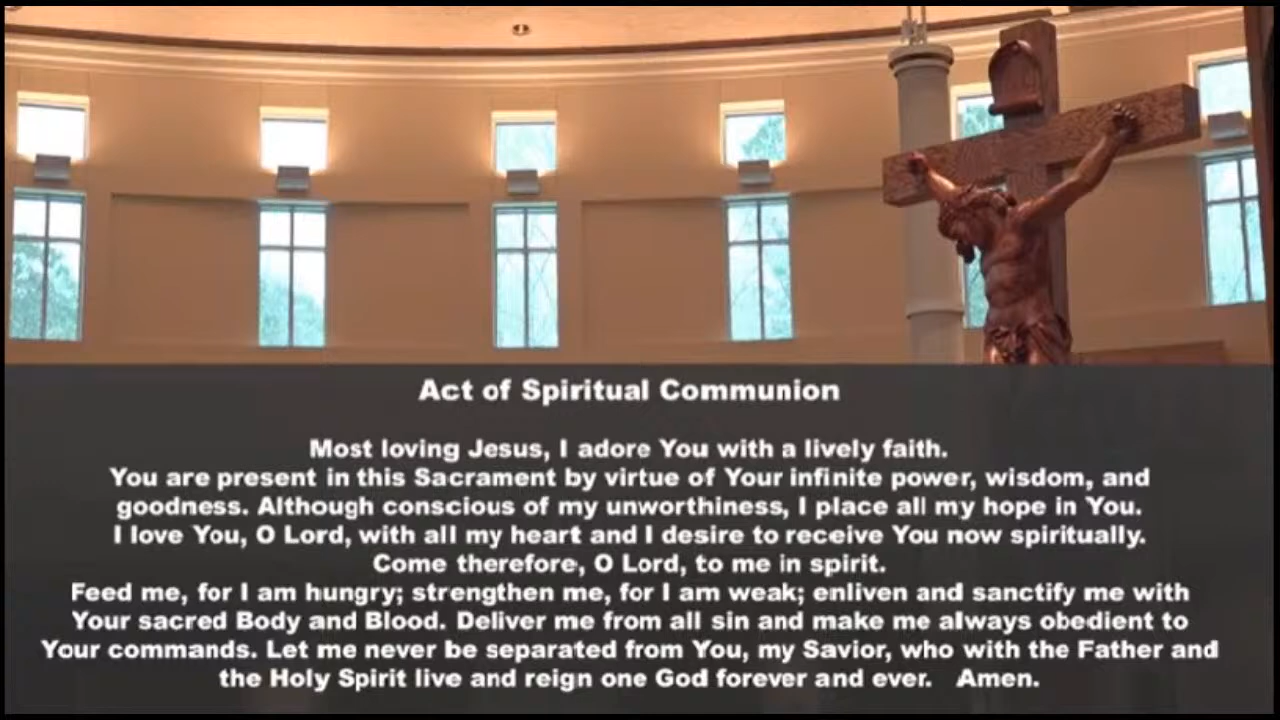 Act of Spiritual Communion
Most loving Jesus, I adore You with a lively faith.
You are present in this Sacrament by virtue of Your infinite power, wisdom, and
goodness. Although conscious of my unworthiness, I place all my hope in You.
I love You, O Lord, with all my heart and I desire to receive You now spiritually.
Come therefore, O Lord, to me in spirit.
Feed me, for I am hungry; strengthen me, for I am weak; enliven and sanctify me with
Your sacred Body and Blood. Deliver me from all sin and make me always obedient to
Your commands. Let me never be separated from You, my Savior, who with the Father and
the Holy Spirit live and reign one God forever and ever.   Amen.